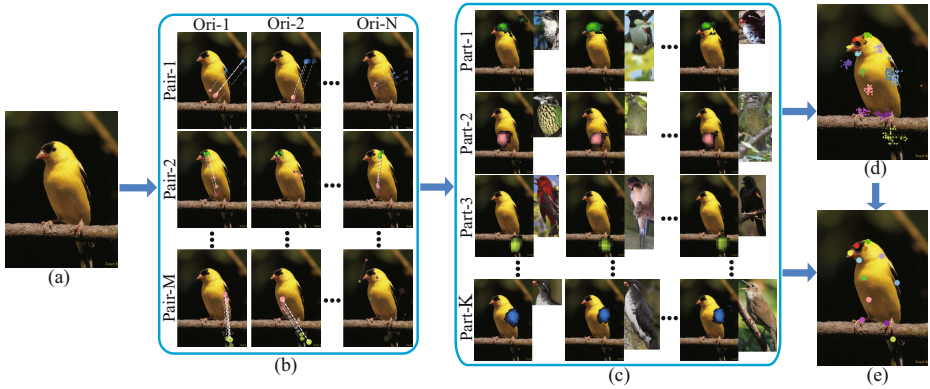 Ori-1 Ori-2 Ori-N
Part-1
Pair-1
Part-2
Pair-2
(d)
Part-3
Pair-M
Part-K
(a)
(b)
(c)
(e)